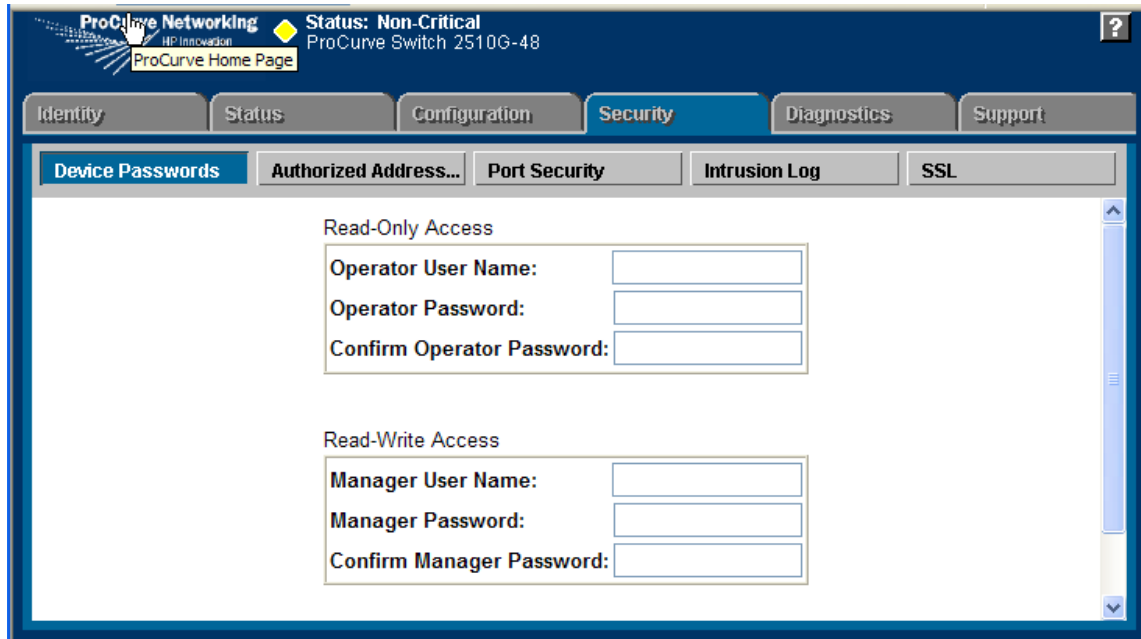 ProCurve Networking
HP Innovation
ProCurve Home Page
Status: Non-Critical
ProCurve Switch 2510G-48
?
Identity Status Configuration Security Diagnostics Support
Device Passwords Authorized Address... Port Security Intrusion Log SSL
Read-Only Access
Operator User Name:
Operator Password:
Confirm Operator Password:
Read-Write Access
Manager User Name:
Manager Password:
Confirm Manager Password: